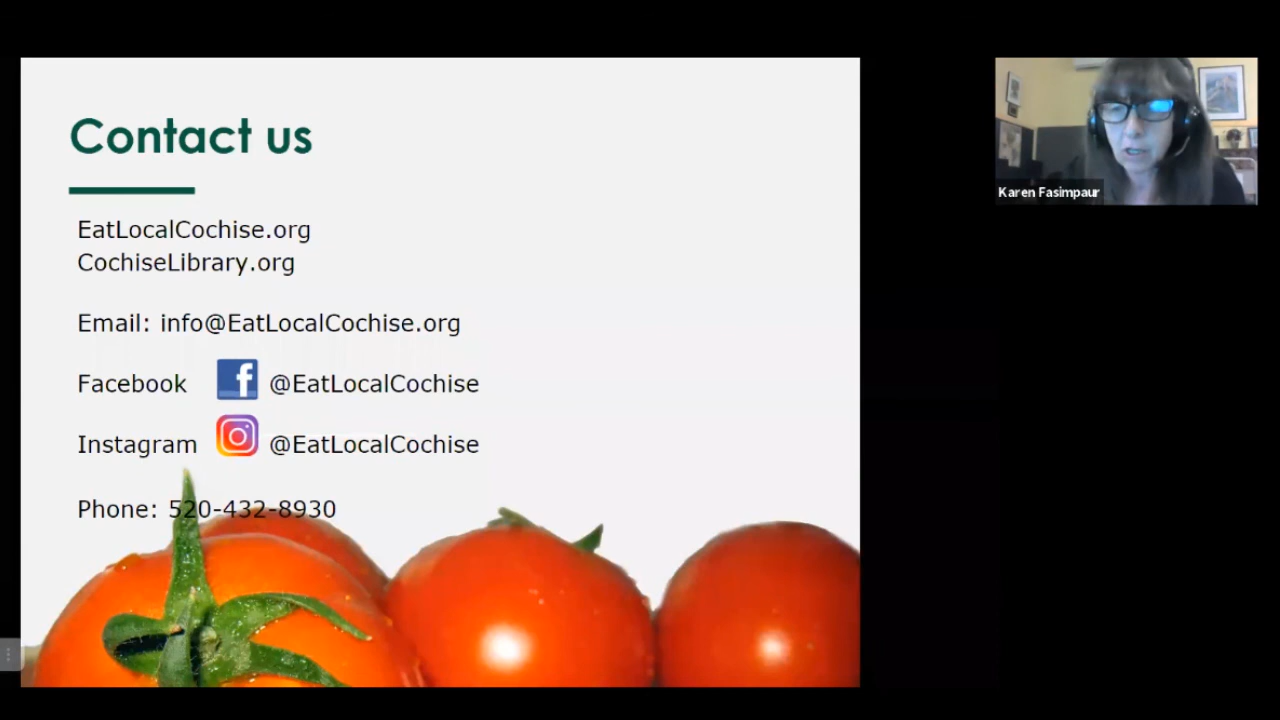 Contact us
EatLocalCochise.org
CochiseLibrary.org
Email: info@EatLocalCochise.org
Facebook @EatLocalCochise
Instagram @EatLocalCochise
Phone: 520-432-8930
Karen Fasimpaur